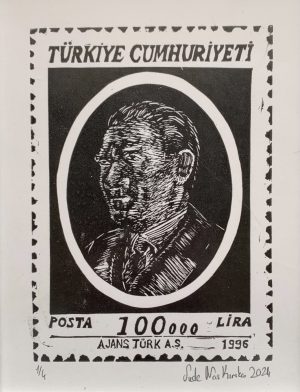 TÜRKİYE CUMHURİYETİ
POSTA 100000 LİRA
AJANS TÜRK A.Ş. 1996
1/4 2024